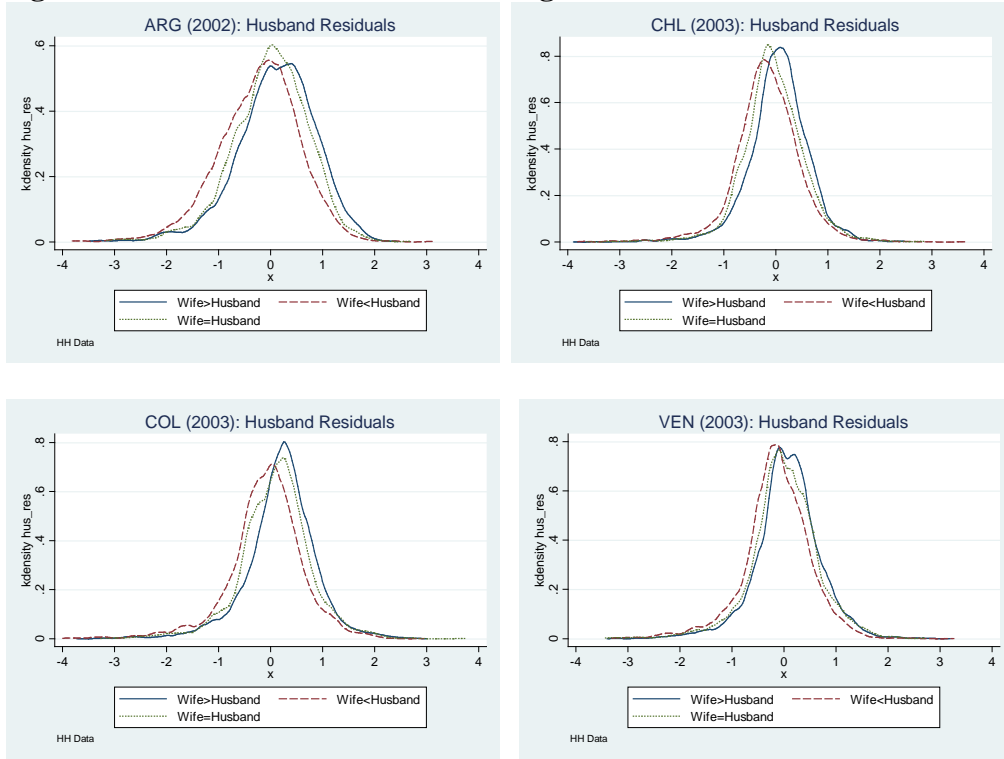 ARG (2002): Husband Residuals
kdensity hus_res
0 .2 .4 .6
-4 -3 -2 -1 0 1 2 3 4
x
Wife>Husband Wife<Husband
Wife=Husband
HH Data
CHL (2003): Husband Residuals
kdensity hus_res
0 .2 .4 .6 .8
-4 -3 -2 -1 0 1 2 3 4
x
Wife>Husband Wife<Husband
Wife=Husband
HH Data
COL (2003): Husband Residuals
kdensity hus_res
0 .2 .4 .6 .8
-4 -3 -2 -1 0 1 2 3 4
x
Wife>Husband Wife<Husband
Wife=Husband
HH Data
VEN (2003): Husband Residuals
kdensity hus_res
0 .2 .4 .6 .8
-4 -3 -2 -1 0 1 2 3 4
x
Wife>Husband Wife<Husband
Wife=Husband
HH Data